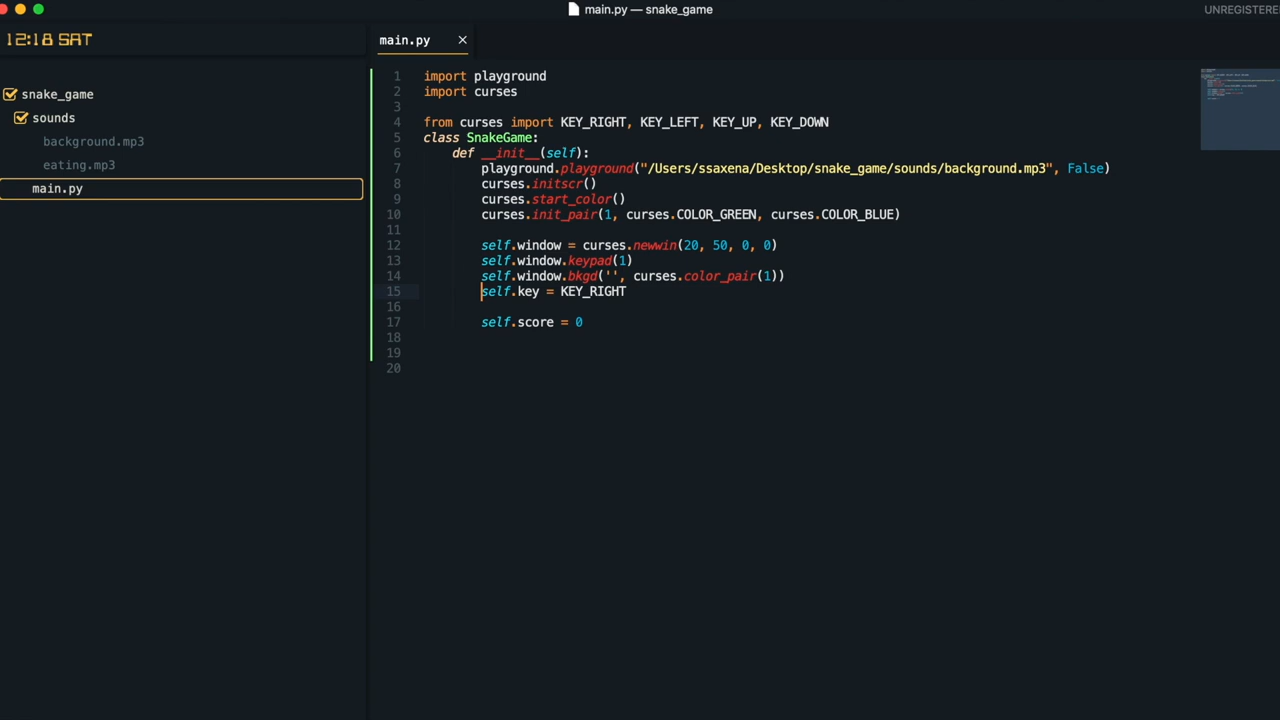 main.py — snake_game
UNREGISTERE
12:18 SAT
main.py
snake_game
sounds
background.mp3
eating.mp3
main.py
1 import playground
2 import curses
3
4 from curses import KEY_RIGHT, KEY_LEFT, KEY_UP, KEY_DOWN
5 class SnakeGame:
6 def __init__(self):
7 playground.playground("/Users/ssaxena/Desktop/snake_game/sounds/background.mp3", False)
8 curses.initscr()
9 curses.start_color()
10 curses.init_pair(1, curses.COLOR_GREEN, curses.COLOR_BLUE)
11
12 self.window = curses.newwin(20, 50, 0, 0)
13 self.window.keypad(1)
14 self.window.bkgd('', curses.color_pair(1))
15 self.key = KEY_RIGHT
16
17 self.score = 0
18
19
20